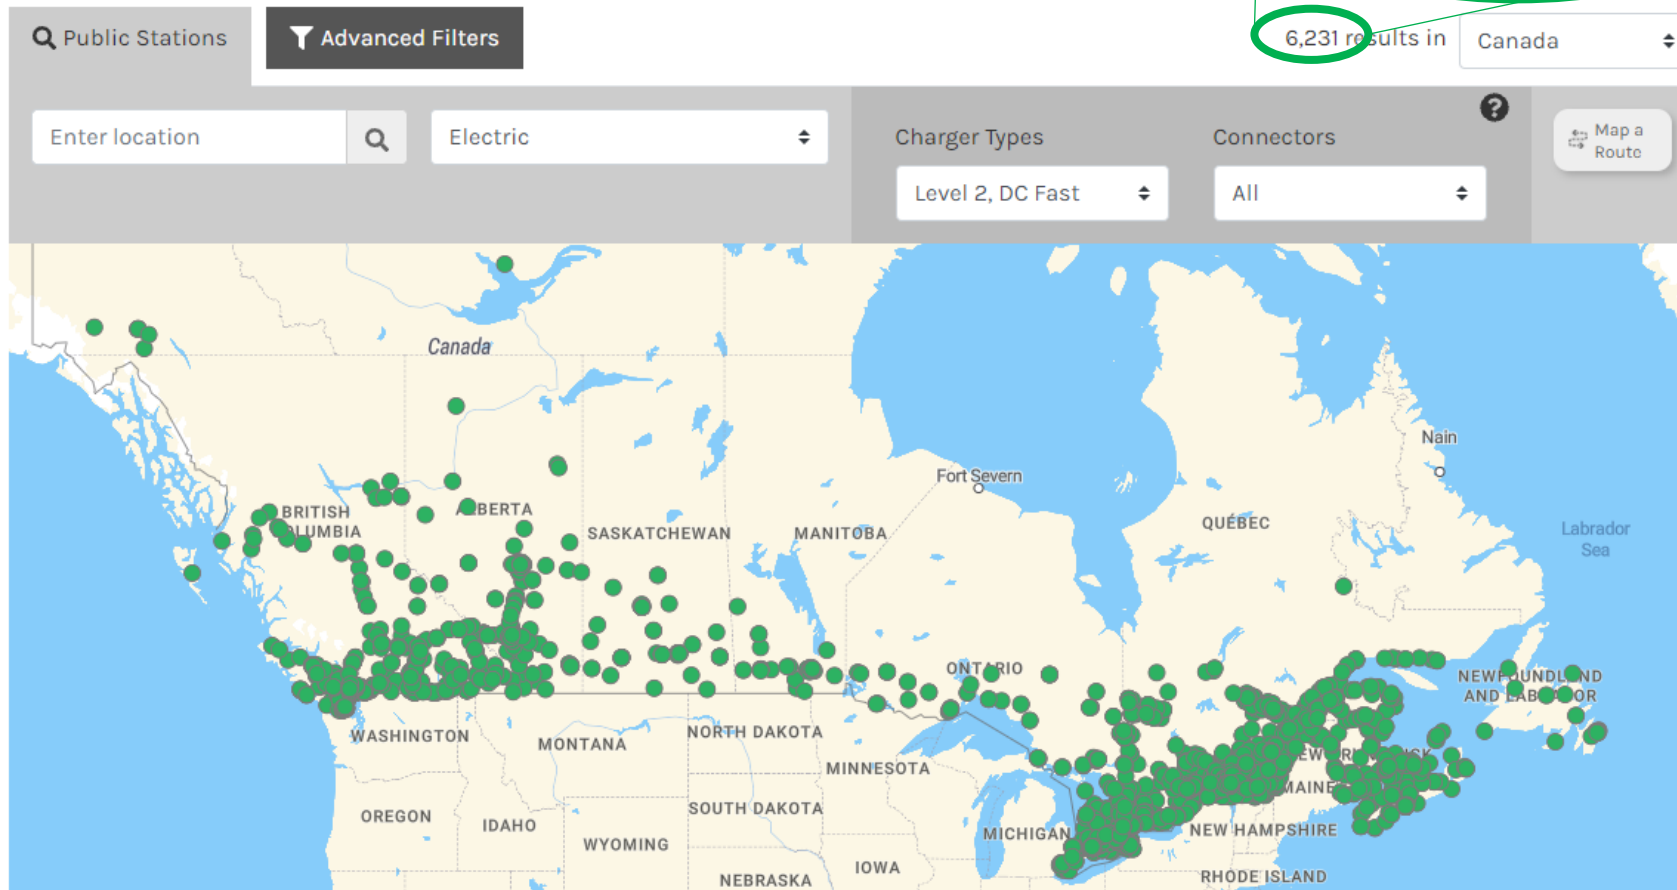 Public Stations
Advanced Filters
6,231 results in
Canada
Enter location
Electric
Charger Types
Connectors
?
Map a
Route
Level 2, DC Fast
All
Canada
Nain
Fort Severn
BRITISH
LUMBIA
ALBERTA
SASKATCHEWAN
MANITOBA
QUÉBEC
Labrador
Sea
ONTARIO
NEWFOUNDLAND
AND LABRADOR
WASHINGTON
MONTANA
NORTH DAKOTA
MINNESOTA
MAINE
OREGON
IDAHO
SOUTH DAKOTA
MICHIGAN
NEW HAMPSHIRE
WYOMING
IOWA
NEBRASKA
RHODE ISLAND